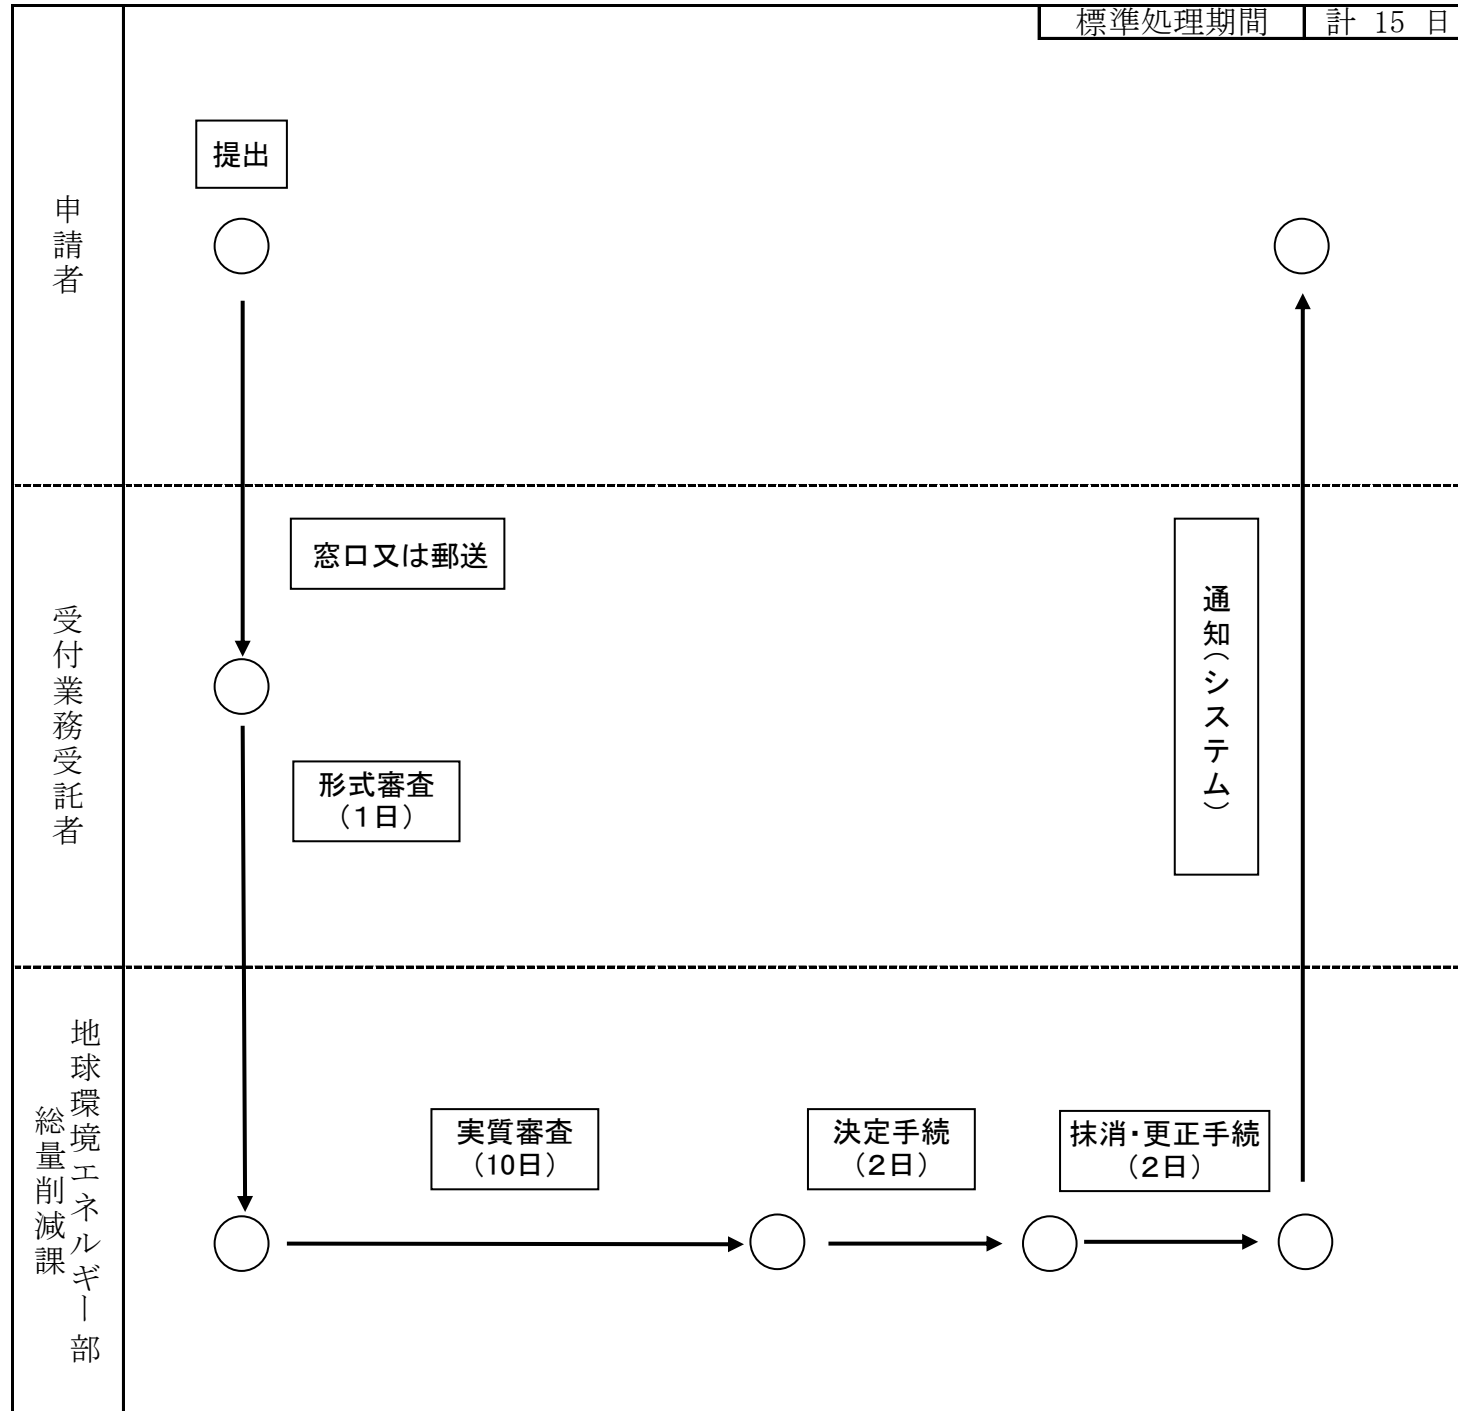 標準処理期間 計 15 日
申請者
提出
受付業務受託者
窓口又は郵送
形式審査
（1日）
通知（システム）
地球環境エネルギー部
総量削減課
実質審査
（10日）
決定手続
（2日）
抹消・更正手続
（2日）